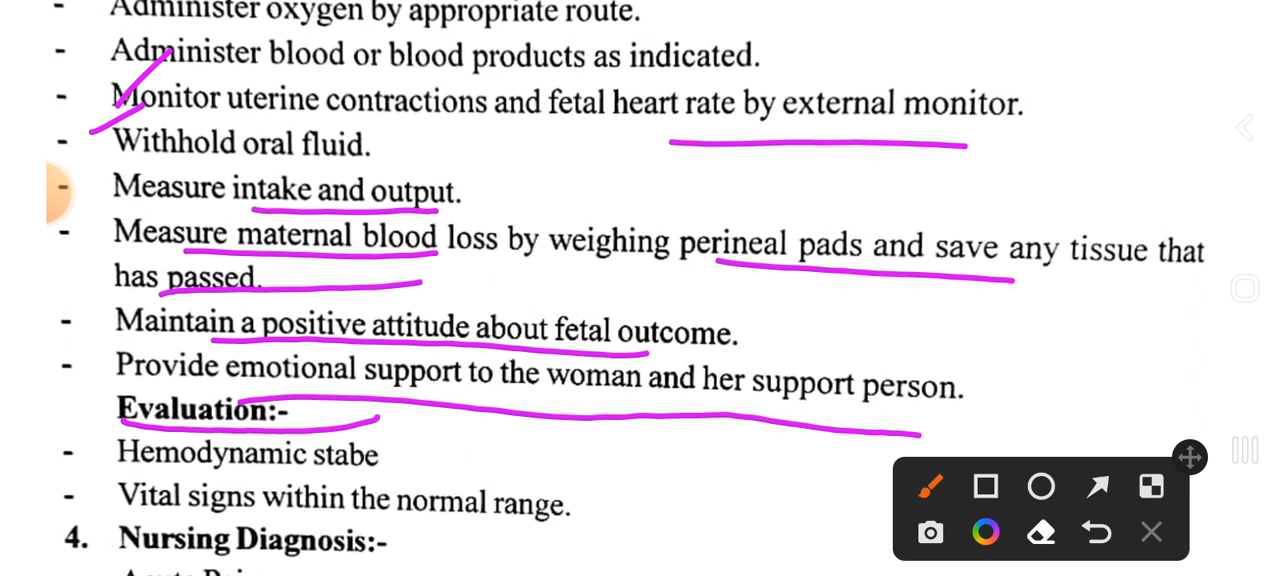 - Administer oxygen by appropriate route.
- Administer blood or blood products as indicated.
- Monitor uterine contractions and fetal heart rate by external monitor.
- Withhold oral fluid.
- Measure intake and output.
- Measure maternal blood loss by weighing perineal pads and save any tissue that
has passed.
- Maintain a positive attitude about fetal outcome.
- Provide emotional support to the woman and her support person.
Evaluation:-
- Hemodynamic stabe
- Vital signs within the normal range.
4. Nursing Diagnosis:-